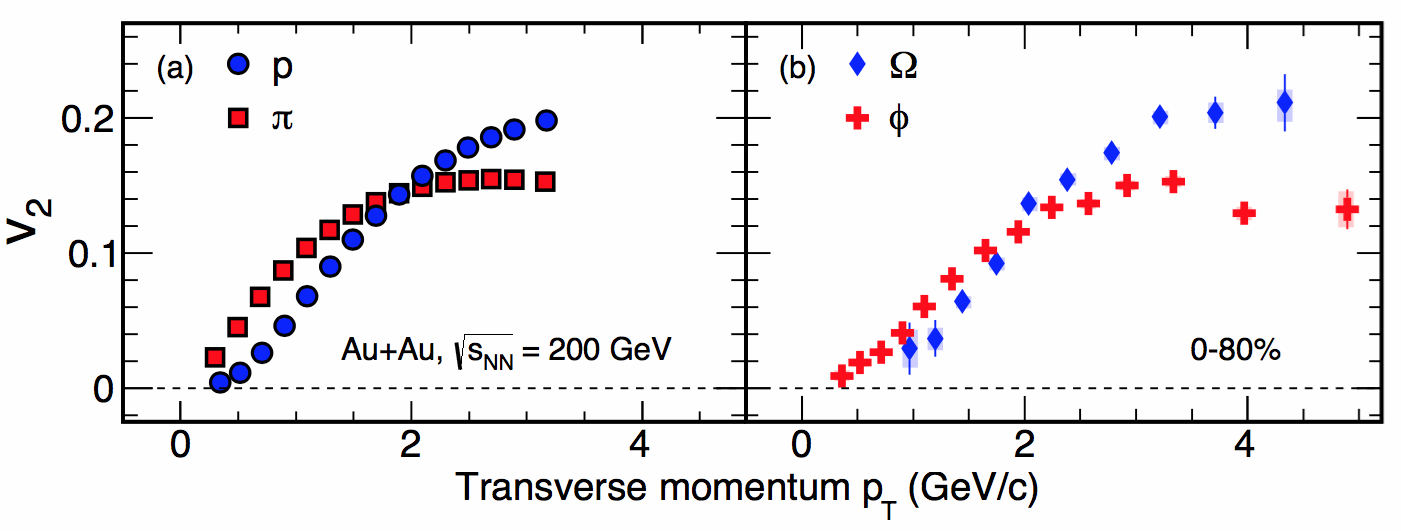 (a) p
π
(b) Ω
ϕ
0.2
0.1
0
v2
Au+Au, √sNN = 200 GeV
0-80%
0 2 4
0 2 4
Transverse momentum pT (GeV/c)